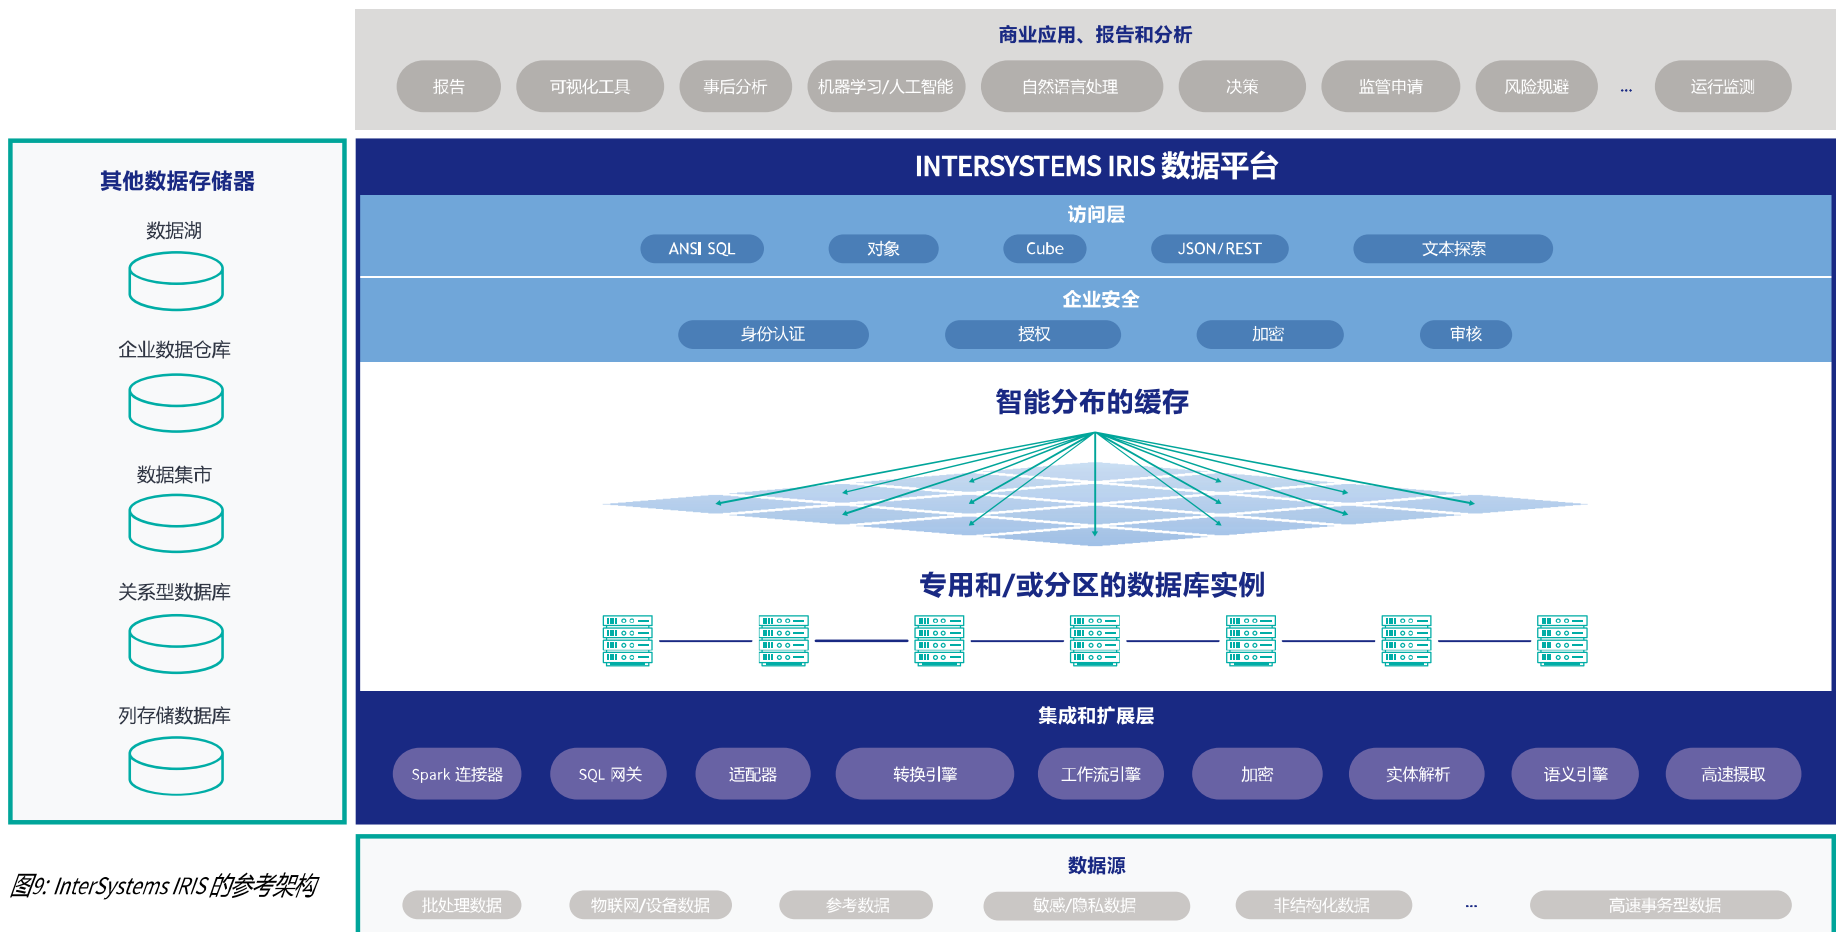 商业应用、报告和分析
报告 可视化工具 事后分析 机器学习/人工智能 自然语言处理 决策 监管申请 风险规避 ... 运行监测
其他数据存储器
数据湖
企业数据仓库
数据集市
关系型数据库
列存储数据库
INTERSYSTEMS IRIS 数据平台
访问层
ANSI SQL 对象 Cube JSON/REST 文本探索
企业安全
身份认证 授权 加密 审核
智能分布的缓存
专用和/或分区的数据库实例
集成和扩展层
Spark 连接器 SQL 网关 适配器 转换引擎 工作流引擎 加密 实体解析 语义引擎 高速摄取
数据源
批处理数据 物联网/设备数据 参考数据 敏感/隐私数据 非结构化数据 ... 高速事务型数据
图9: InterSystems IRIS 的参考架构